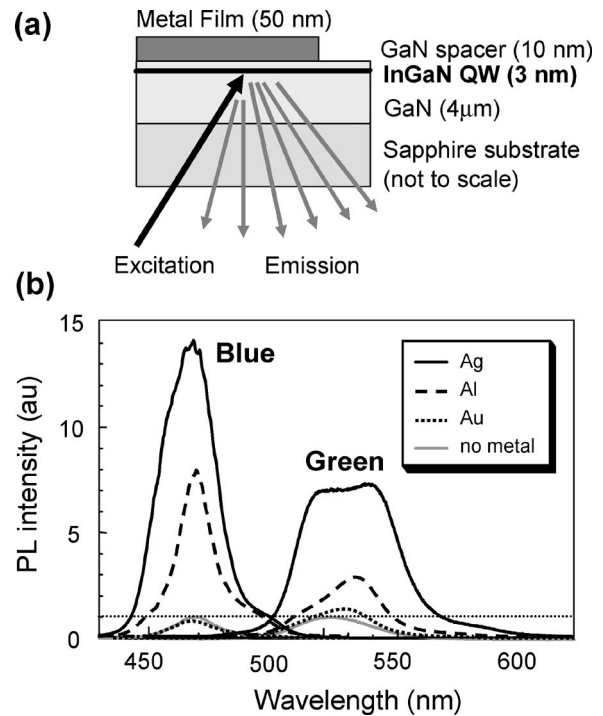 (a)
Metal Film (50 nm)
GaN spacer (10 nm)
InGaN QW (3 nm)
GaN (4μm)
Sapphire substrate
(not to scale)
Excitation
Emission
(b)
15
10
5
0
PL intensity (au)
Blue
Green
Ag
Al
Au
no metal
450
500
550
600
Wavelength (nm)